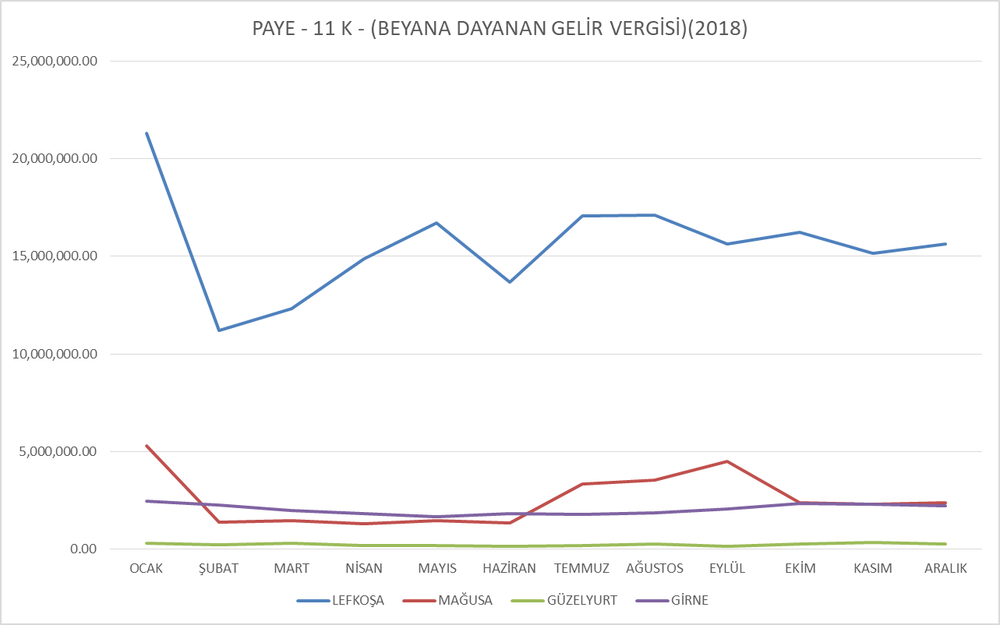 PAYE - 11 K - (BEYANA DAYANAN GELİR VERGİSİ)(2018)
25,000,000.00
20,000,000.00
15,000,000.00
10,000,000.00
5,000,000.00
0.00
OCAK ŞUBAT MART NİSAN MAYIS HAZİRAN TEMMUZ AĞUSTOS EYLÜL EKİM KASIM ARALIK
LEFKOŞA MAĞUSA GÜZELYURT GİRNE